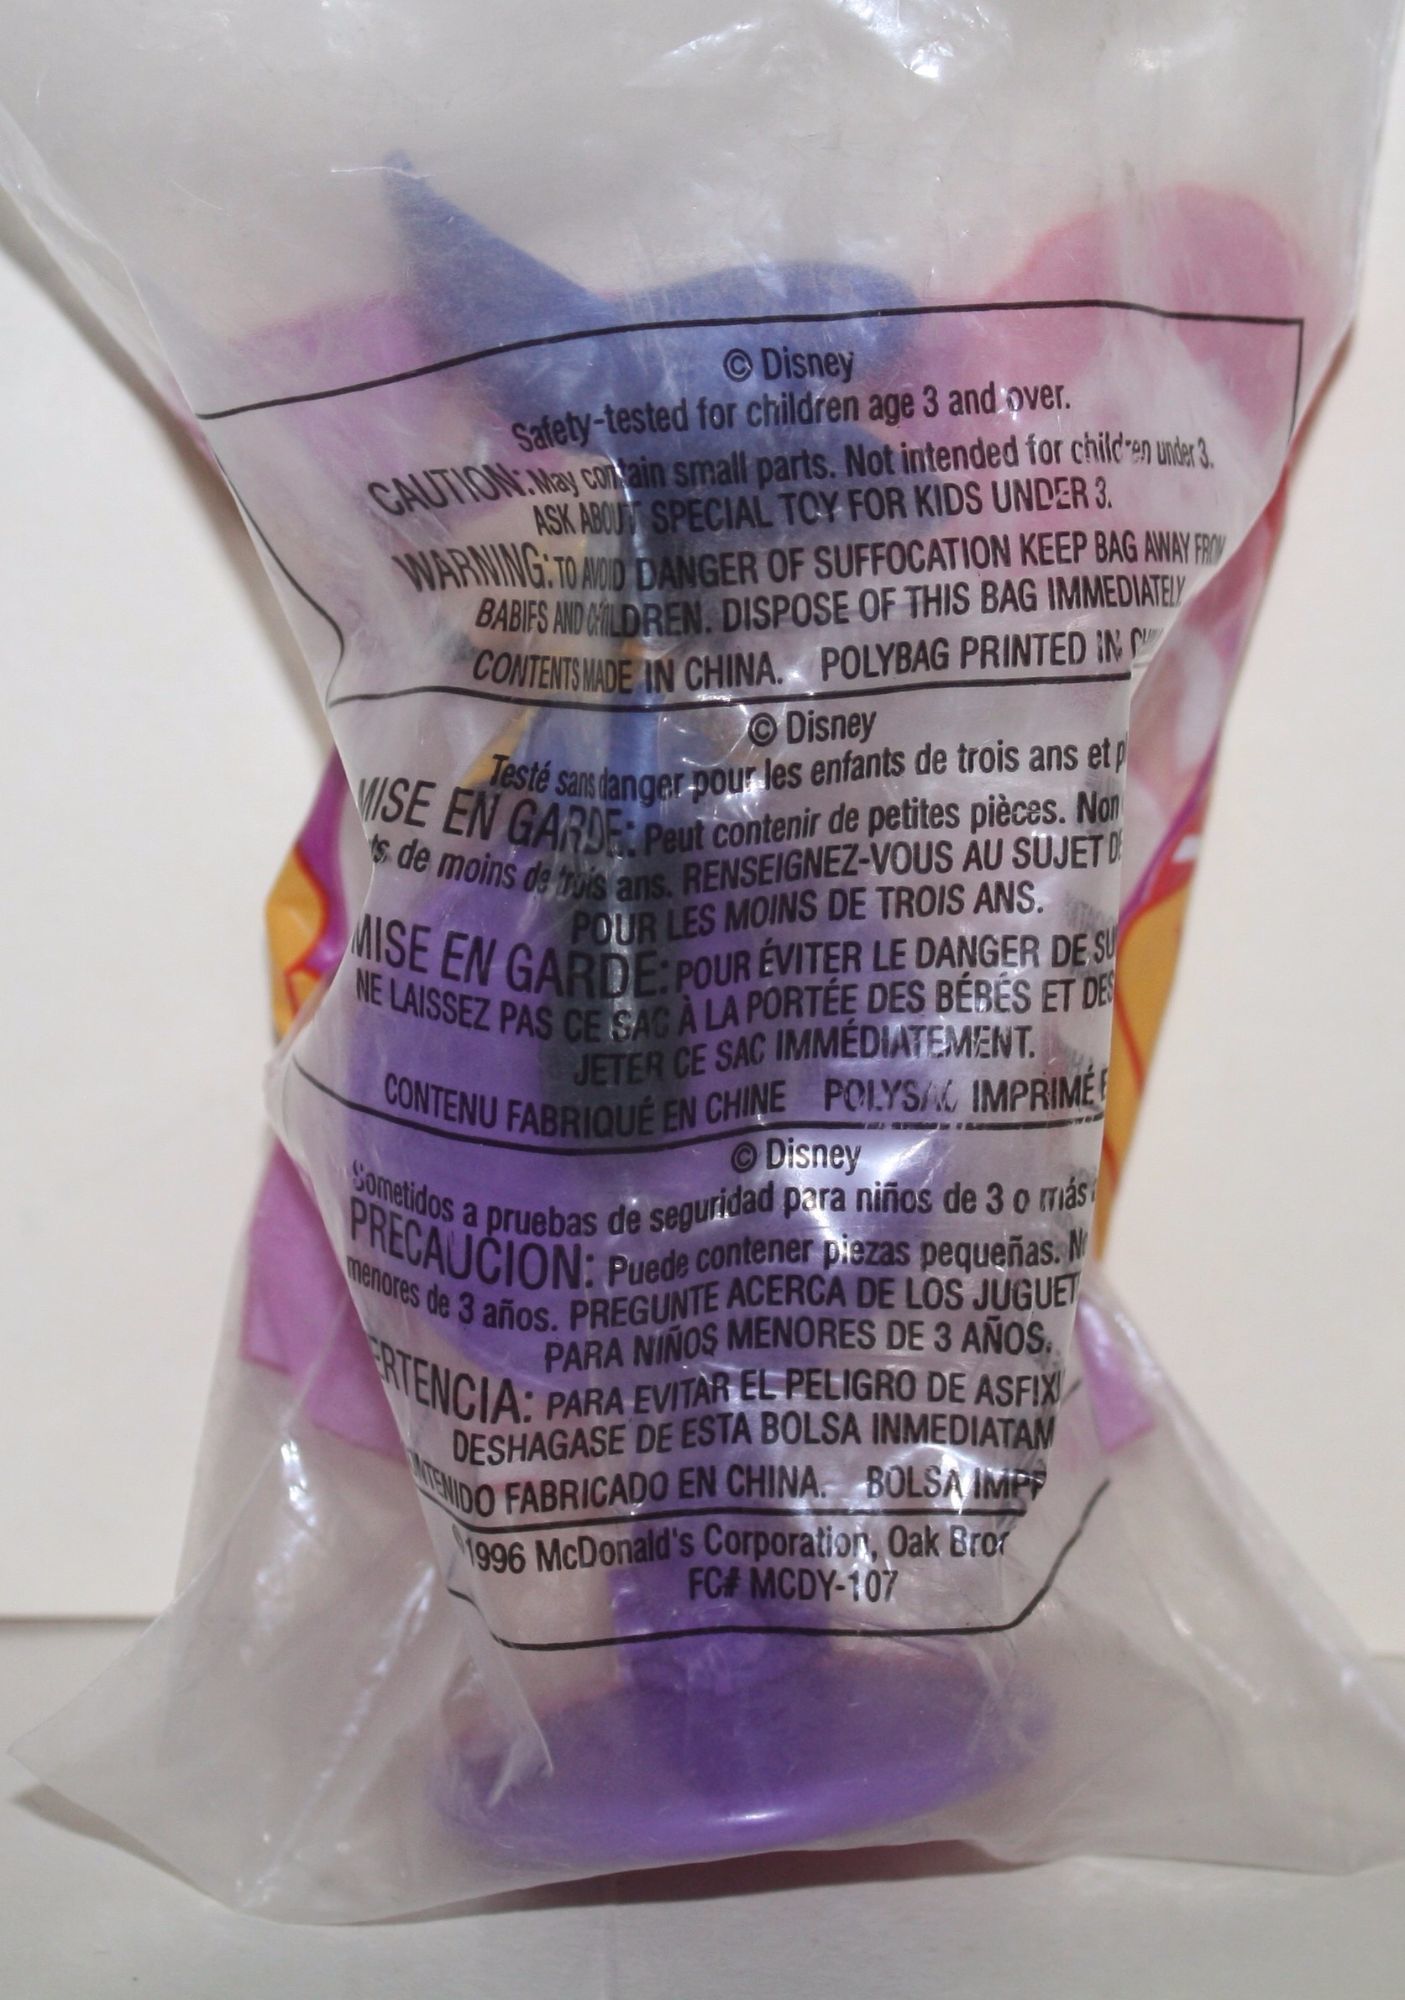 © Disney
Safety-tested for children age 3 and over.
CAUTION: May contain small parts. Not intended for children under 3.
ASK ABOUT SPECIAL TOY FOR KIDS UNDER 3.
WARNING: TO AVOID DANGER OF SUFFOCATION KEEP BAG AWAY FROM
BABIES AND CHILDREN. DISPOSE OF THIS BAG IMMEDIATELY
CONTENTS MADE IN CHINA. POLYBAG PRINTED IN
© Disney
Testé sans danger pour les enfants de trois ans et
MISE EN GARDE: Peut contenir de petites pièces. Non
de moins de trois ans. RENSEIGNEZ-VOUS AU SUJET
POUR LES MOINS DE TROIS ANS.
MISE EN GARDE: POUR ÉVITER LE DANGER DE
NE LAISSEZ PAS CE SAC À LA PORTÉE DES BÉBÉS ET DES
JETER CE SAC IMMÉDIATEMENT.
CONTENU FABRIQUÉ EN CHINE POLYSAC IMPRIMÉ
© Disney
Sometidos a pruebas de seguridad para niños de 3 o más
PRECAUCION: Puede contener piezas pequeñas.
menores de 3 años. PREGUNTE ACERCA DE LOS
PARA NIÑOS MENORES DE 3 AÑOS.
PARA EVITAR EL PELIGRO DE
DESHAGASE DE ESTA BOLSA
FABRICADO EN CHINA. BOLSA
©1996 McDonald's Corporation, Oak
FC# MCDY-107